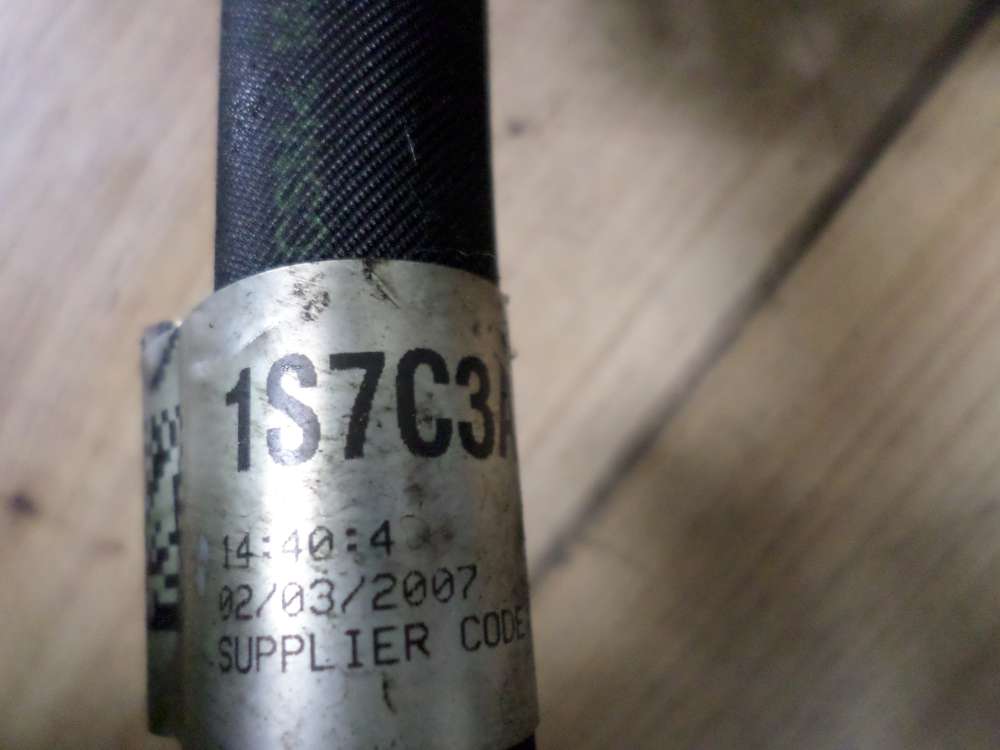 1S7C3A
14:40:4
02/03/2007
SUPPLIER CODE